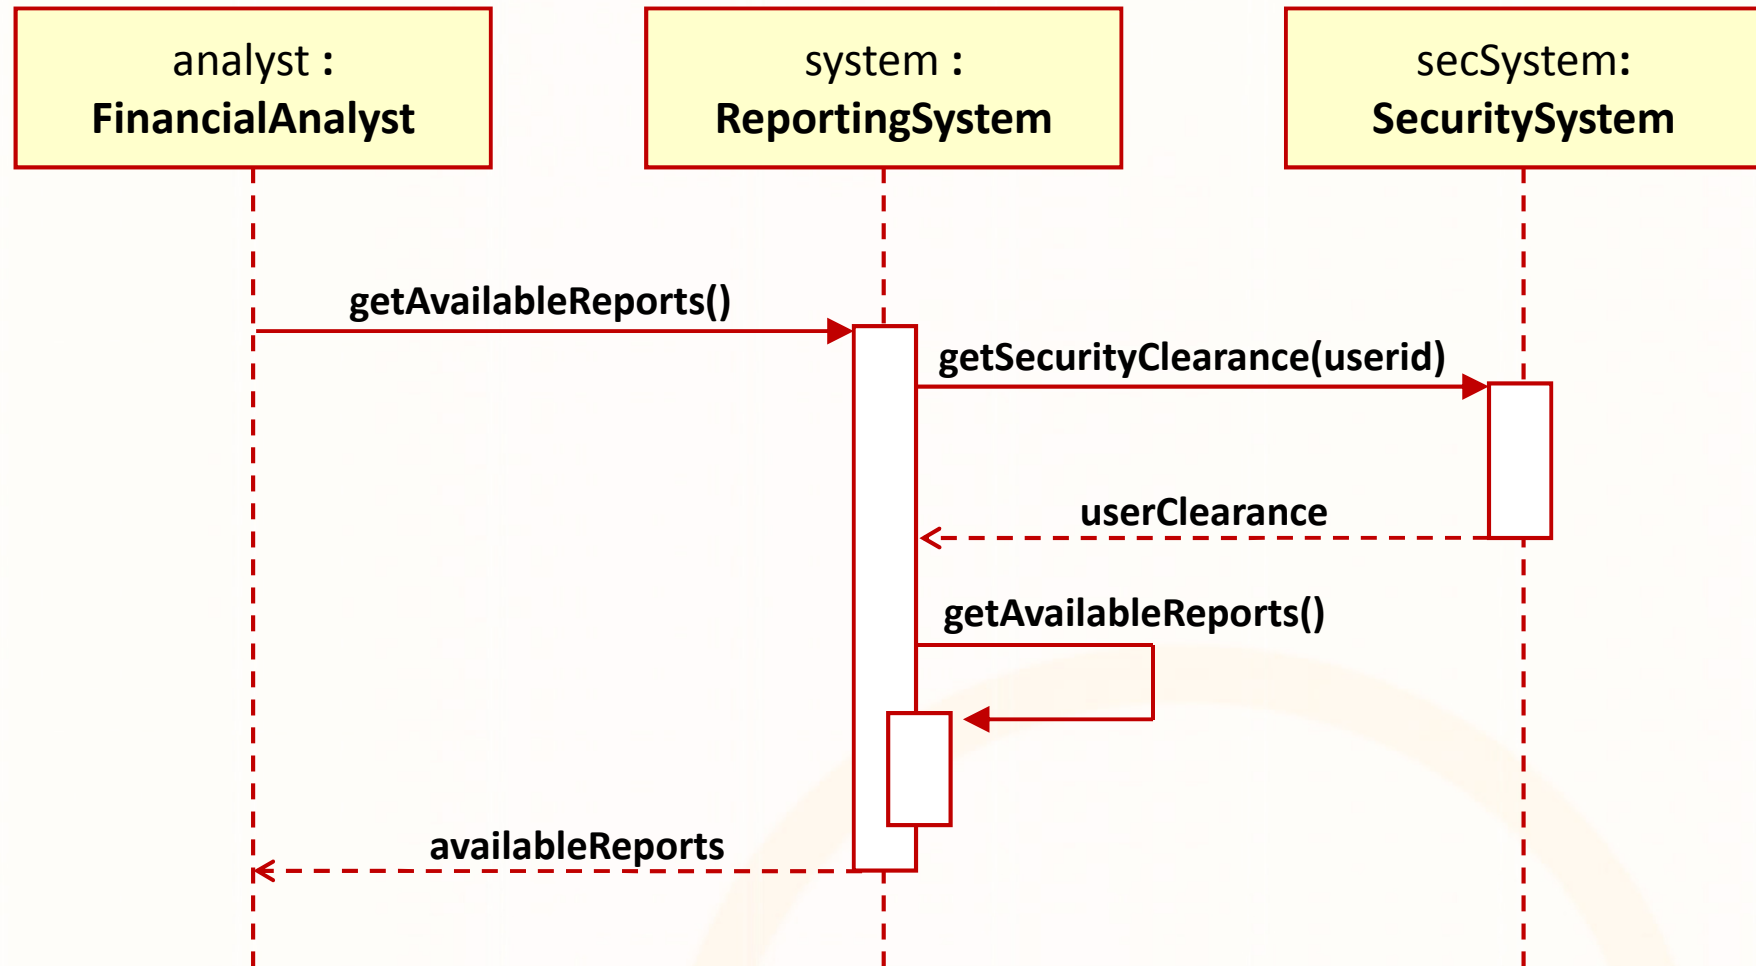 analyst :
FinancialAnalyst
system :
ReportingSystem
secSystem:
SecuritySystem
getAvailableReports()
getSecurityClearance(userid)
userClearance
getAvailableReports()
availableReports